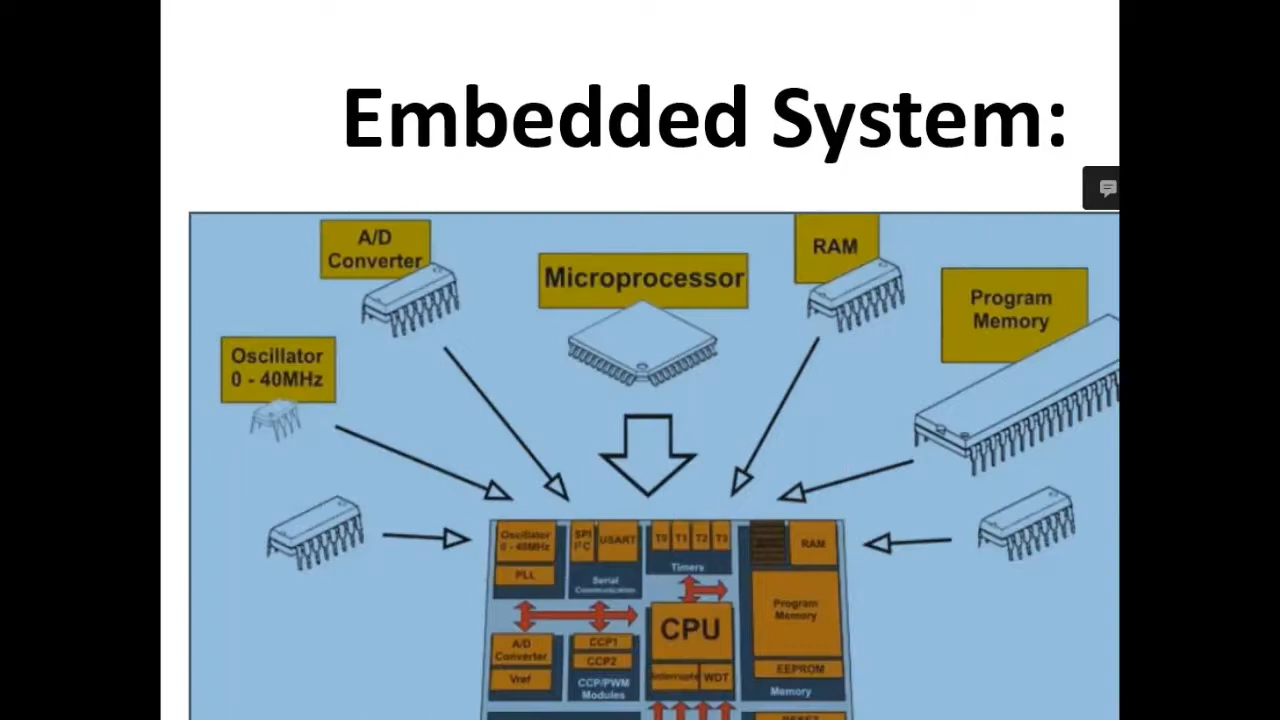 Embedded System:
A/D
Converter
Microprocessor
RAM
Program
Memory
Oscillator
0 - 40MHz
Oscillator
0 - 40MHz
PLL
SPI
I²C
USART
Serial
Communication
T0 T1 T2 T3
Timers
RAM
Program
Memory
EEPROM
Memory
CPU
Interrupts
WDT
A/D
Converter
Vref
CCP1
CCP2
CCP/PWM
Modules